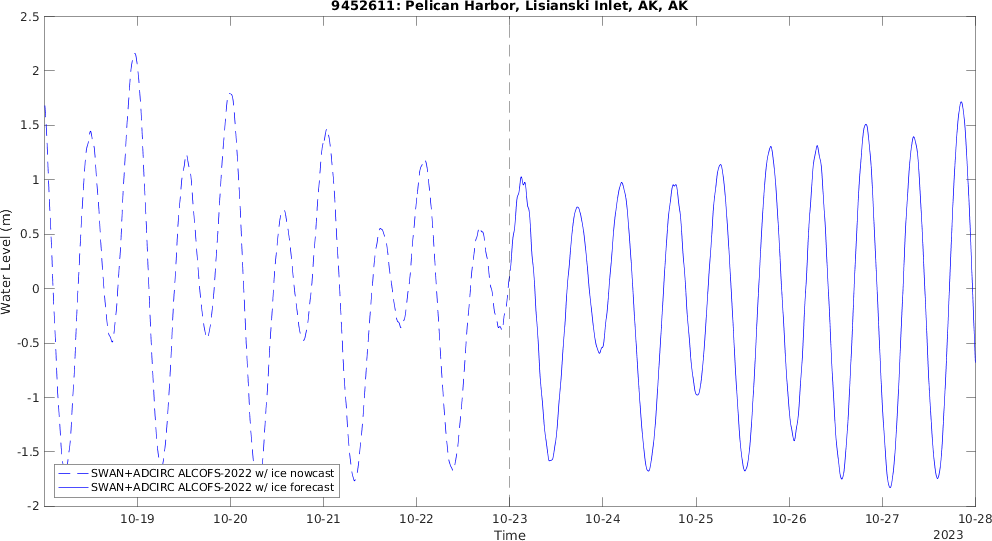 9452611: Pelican Harbor, Lisianski Inlet, AK, AK
2.5
2
1.5
1
0.5
0
-0.5
-1
-1.5
-2
Water Level (m)
SWAN+ADCIRC ALCOFS-2022 w/ ice nowcast
SWAN+ADCIRC ALCOFS-2022 w/ ice forecast
10-19 10-20 10-21 10-22 10-23 10-24 10-25 10-26 10-27 10-28
Time
2023